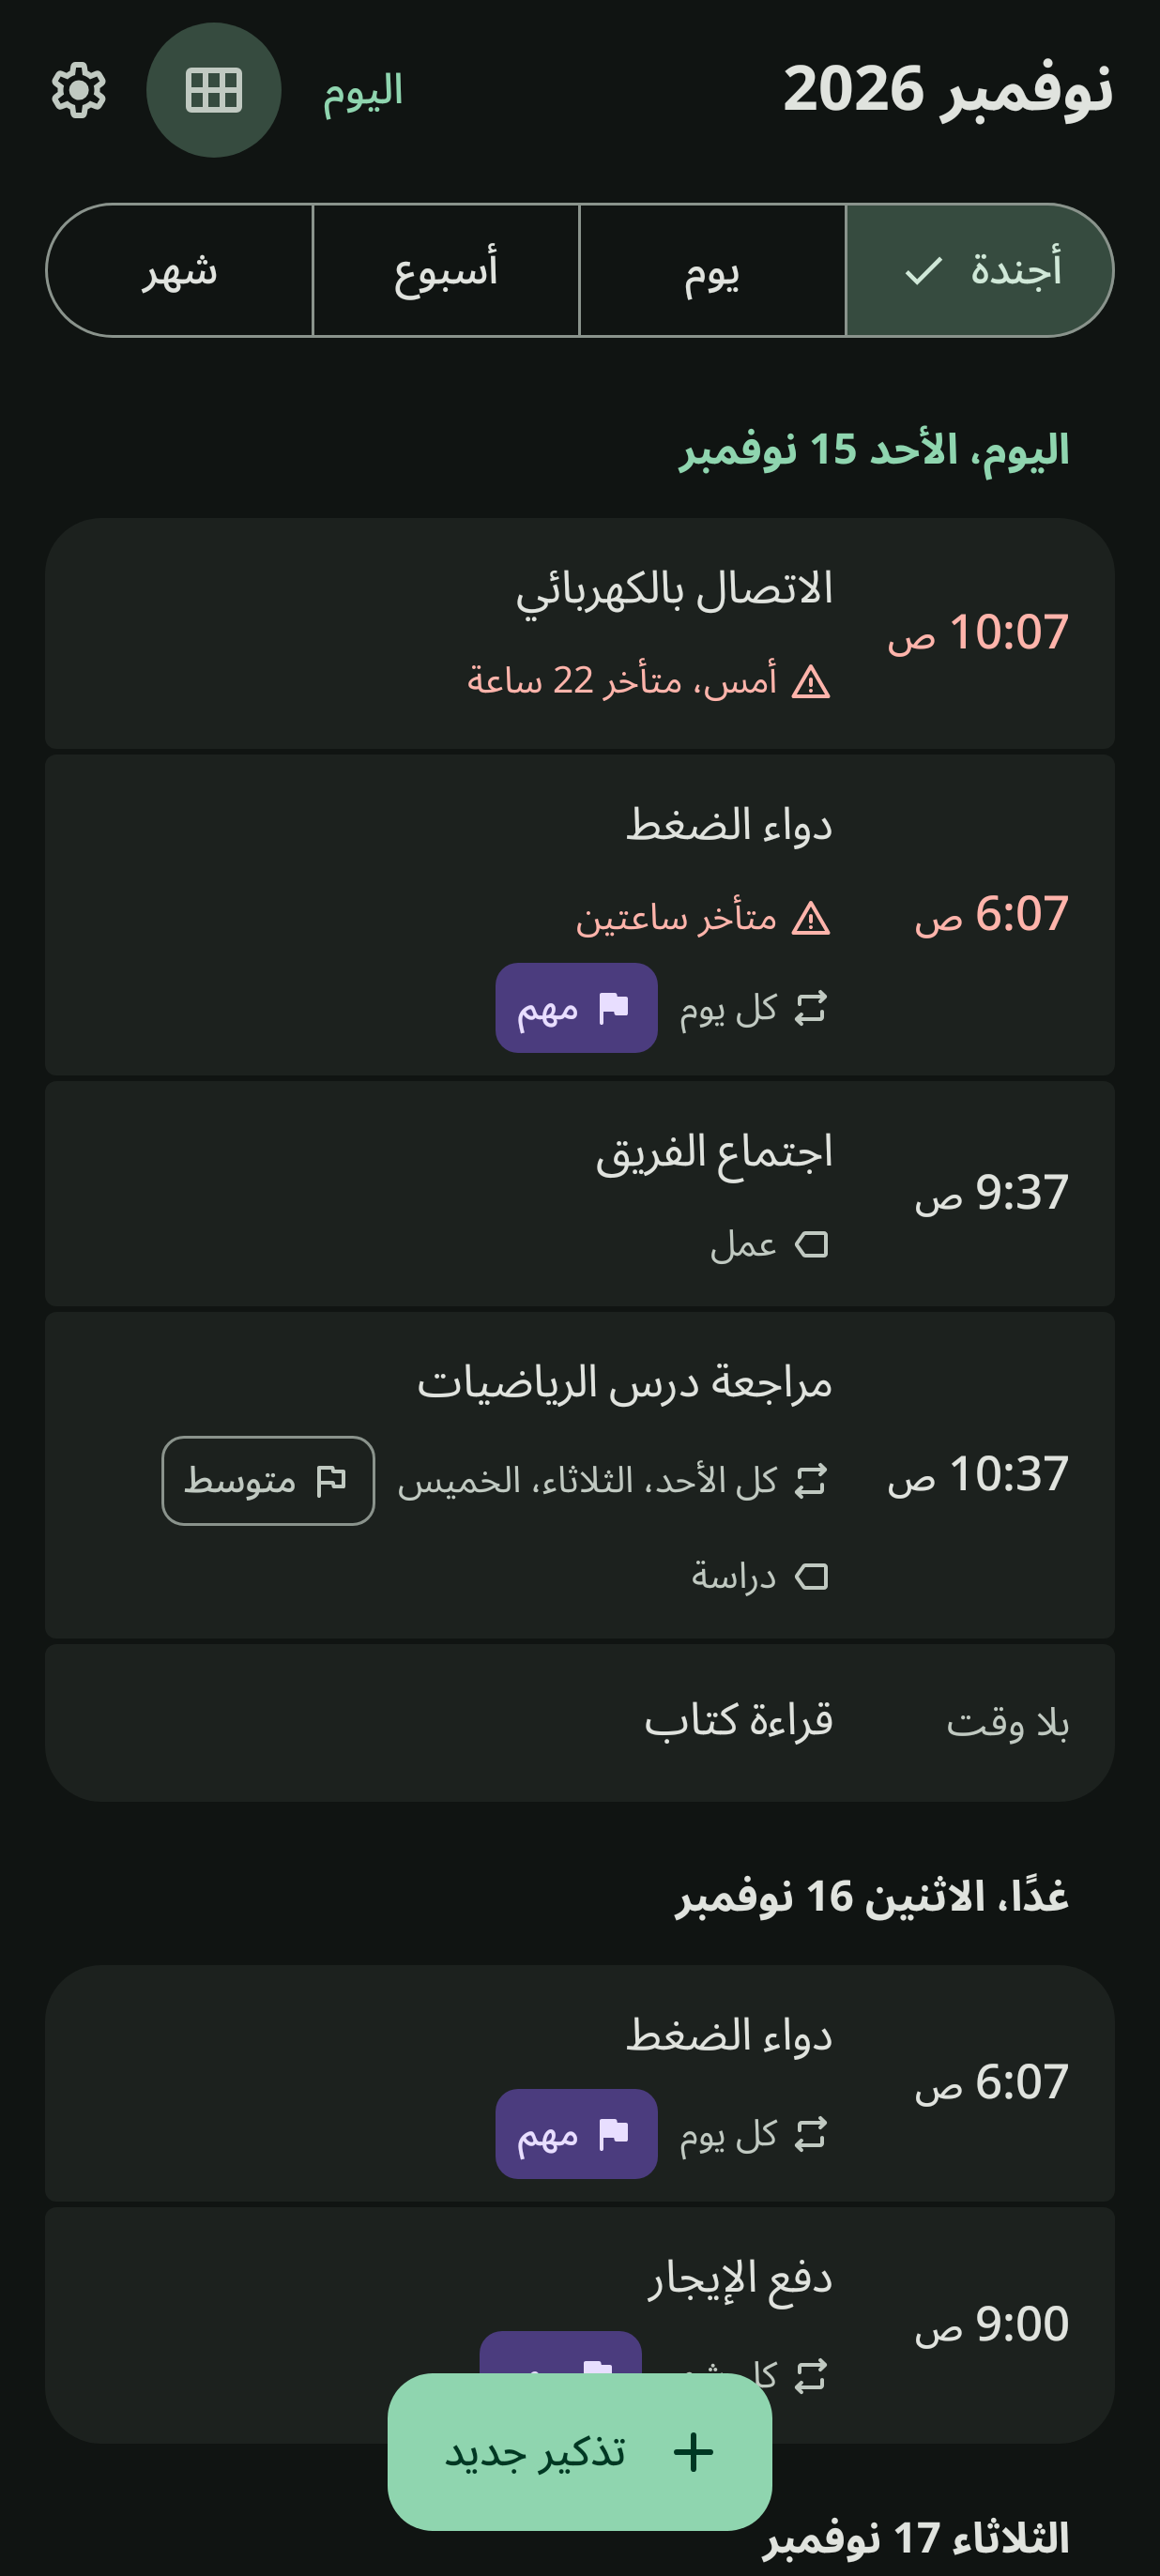 نوفمبر 2026
اليوم
أجندة
يوم
أسبوع
شهر
اليوم، الأحد 15 نوفمبر
الاتصال بالكهربائي
10:07 ص
أمس، متأخر 22 ساعة
دواء الضغط
6:07 ص
متأخر ساعتين
كل يوم
مهم
اجتماع الفريق
9:37 ص
عمل
مراجعة درس الرياضيات
10:37 ص
كل الأحد، الثلاثاء، الخميس
متوسط
دراسة
بلا وقت
قراءة كتاب
غدًا، الاثنين 16 نوفمبر
دواء الضغط
6:07 ص
كل يوم
مهم
دفع الإيجار
9:00 ص
تذكير جديد
الثلاثاء 17 نوفمبر